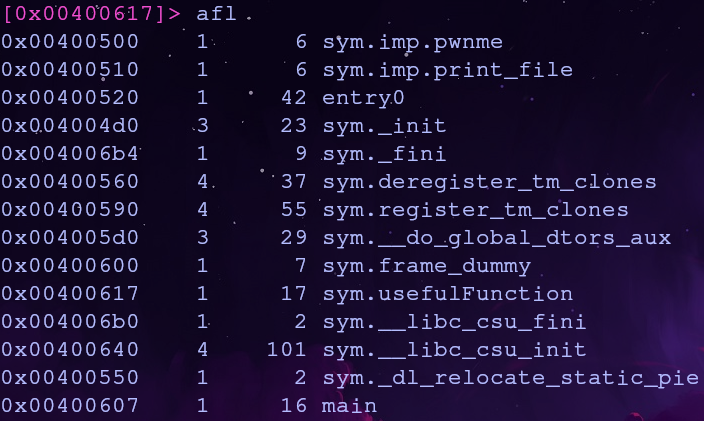 [0x00400617]> afl
0x00400500 1 6 sym.imp.pwnme
0x00400510 1 6 sym.imp.print_file
0x00400520 1 42 entry0
0x004004d0 3 23 sym._init
0x004006b4 1 9 sym._fini
0x00400560 4 37 sym.deregister_tm_clones
0x00400590 4 55 sym.register_tm_clones
0x004005d0 3 29 sym.__do_global_dtors_aux
0x00400600 1 7 sym.frame_dummy
0x00400617 1 17 sym.usefulFunction
0x004006b0 1 2 sym.__libc_csu_fini
0x00400640 4 101 sym.__libc_csu_init
0x00400550 1 2 sym._dl_relocate_static_pie
0x00400607 1 16 main